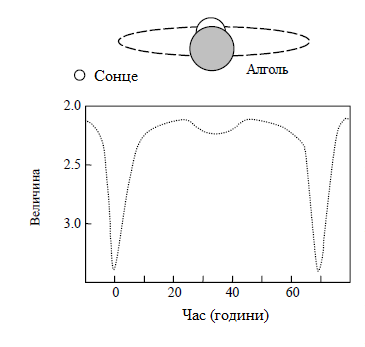 Сонце
Алголь
2.0
2.5
3.0
Величина
0 20 40 60
Час (години)